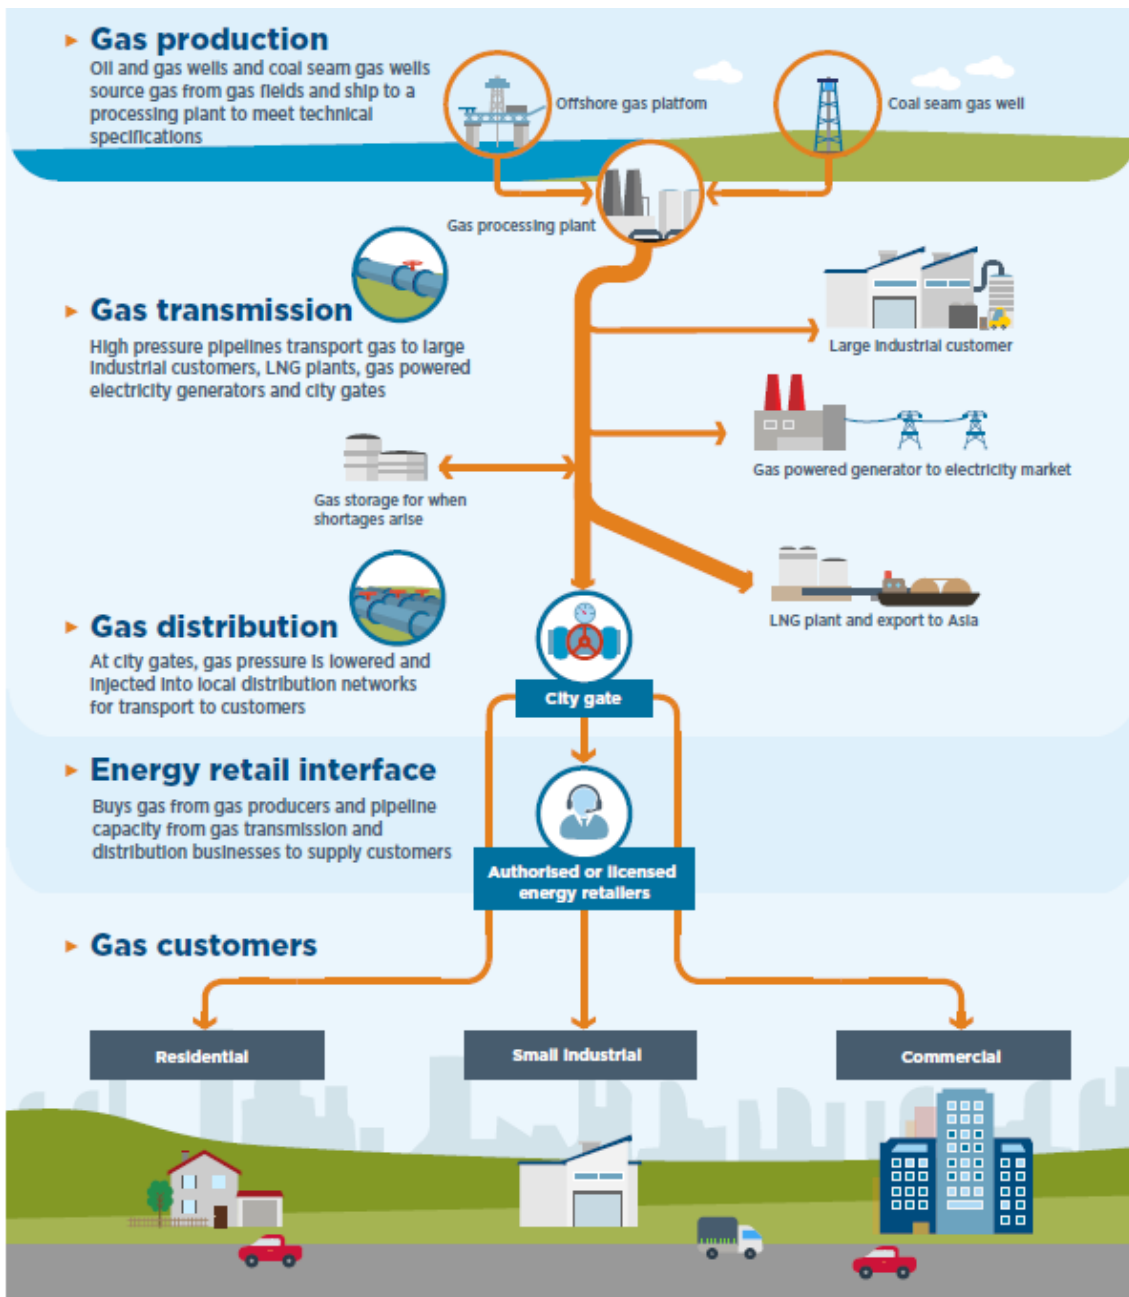 Gas production
Oil and gas wells and coal seam gas wells
source gas from gas fields and ship to a
processing plant to meet technical
specifications
Offshore gas platfom
Coal seam gas well
Gas processing plant
Gas transmission
High pressure pipelines transport gas to large
industrial customers, LNG plants, gas powered
electricity generators and city gates
Large industrial customer
Gas powered generator to electricity market
Gas storage for when
shortages arise
LNG plant and export to Asia
Gas distribution
At city gates, gas pressure is lowered and
injected into local distribution networks
for transport to customers
City gate
Energy retail interface
Buys gas from gas producers and pipeline
capacity from gas transmission and
distribution businesses to supply customers
Authorised or licensed
energy retailers
Gas customers
Residential
Small industrial
Commercial